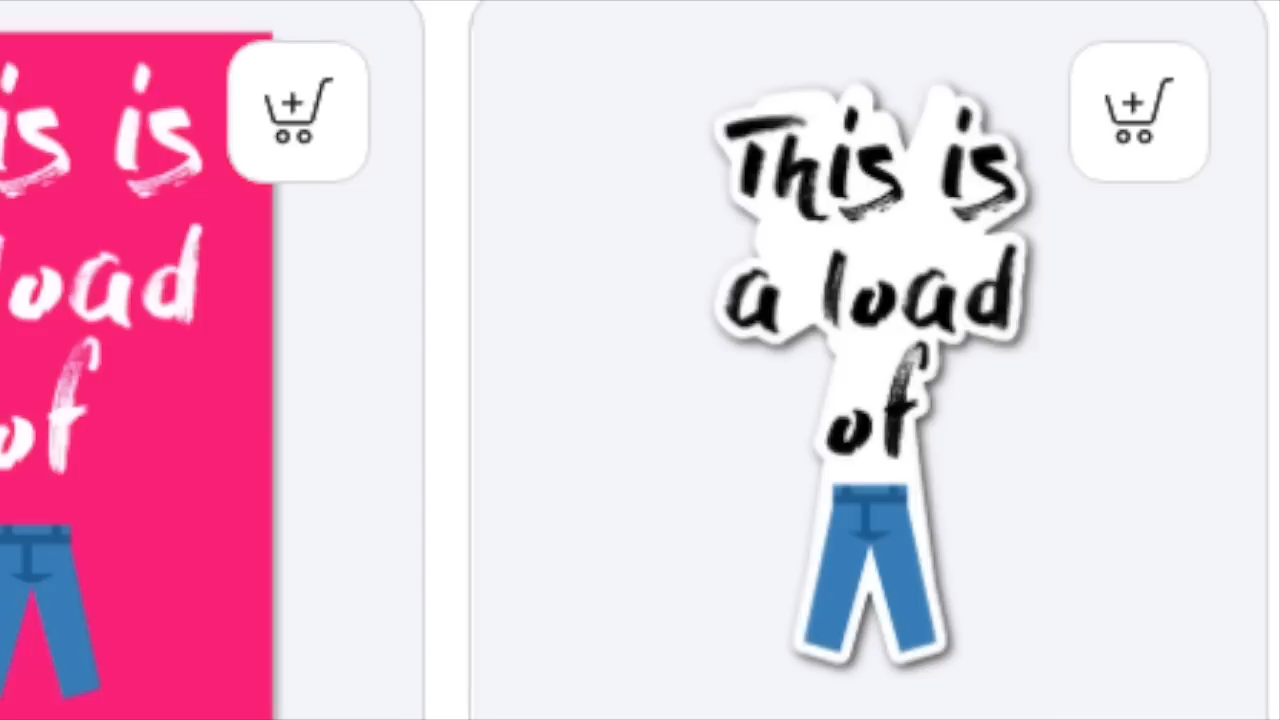 is is
load
of
This is
a load
of